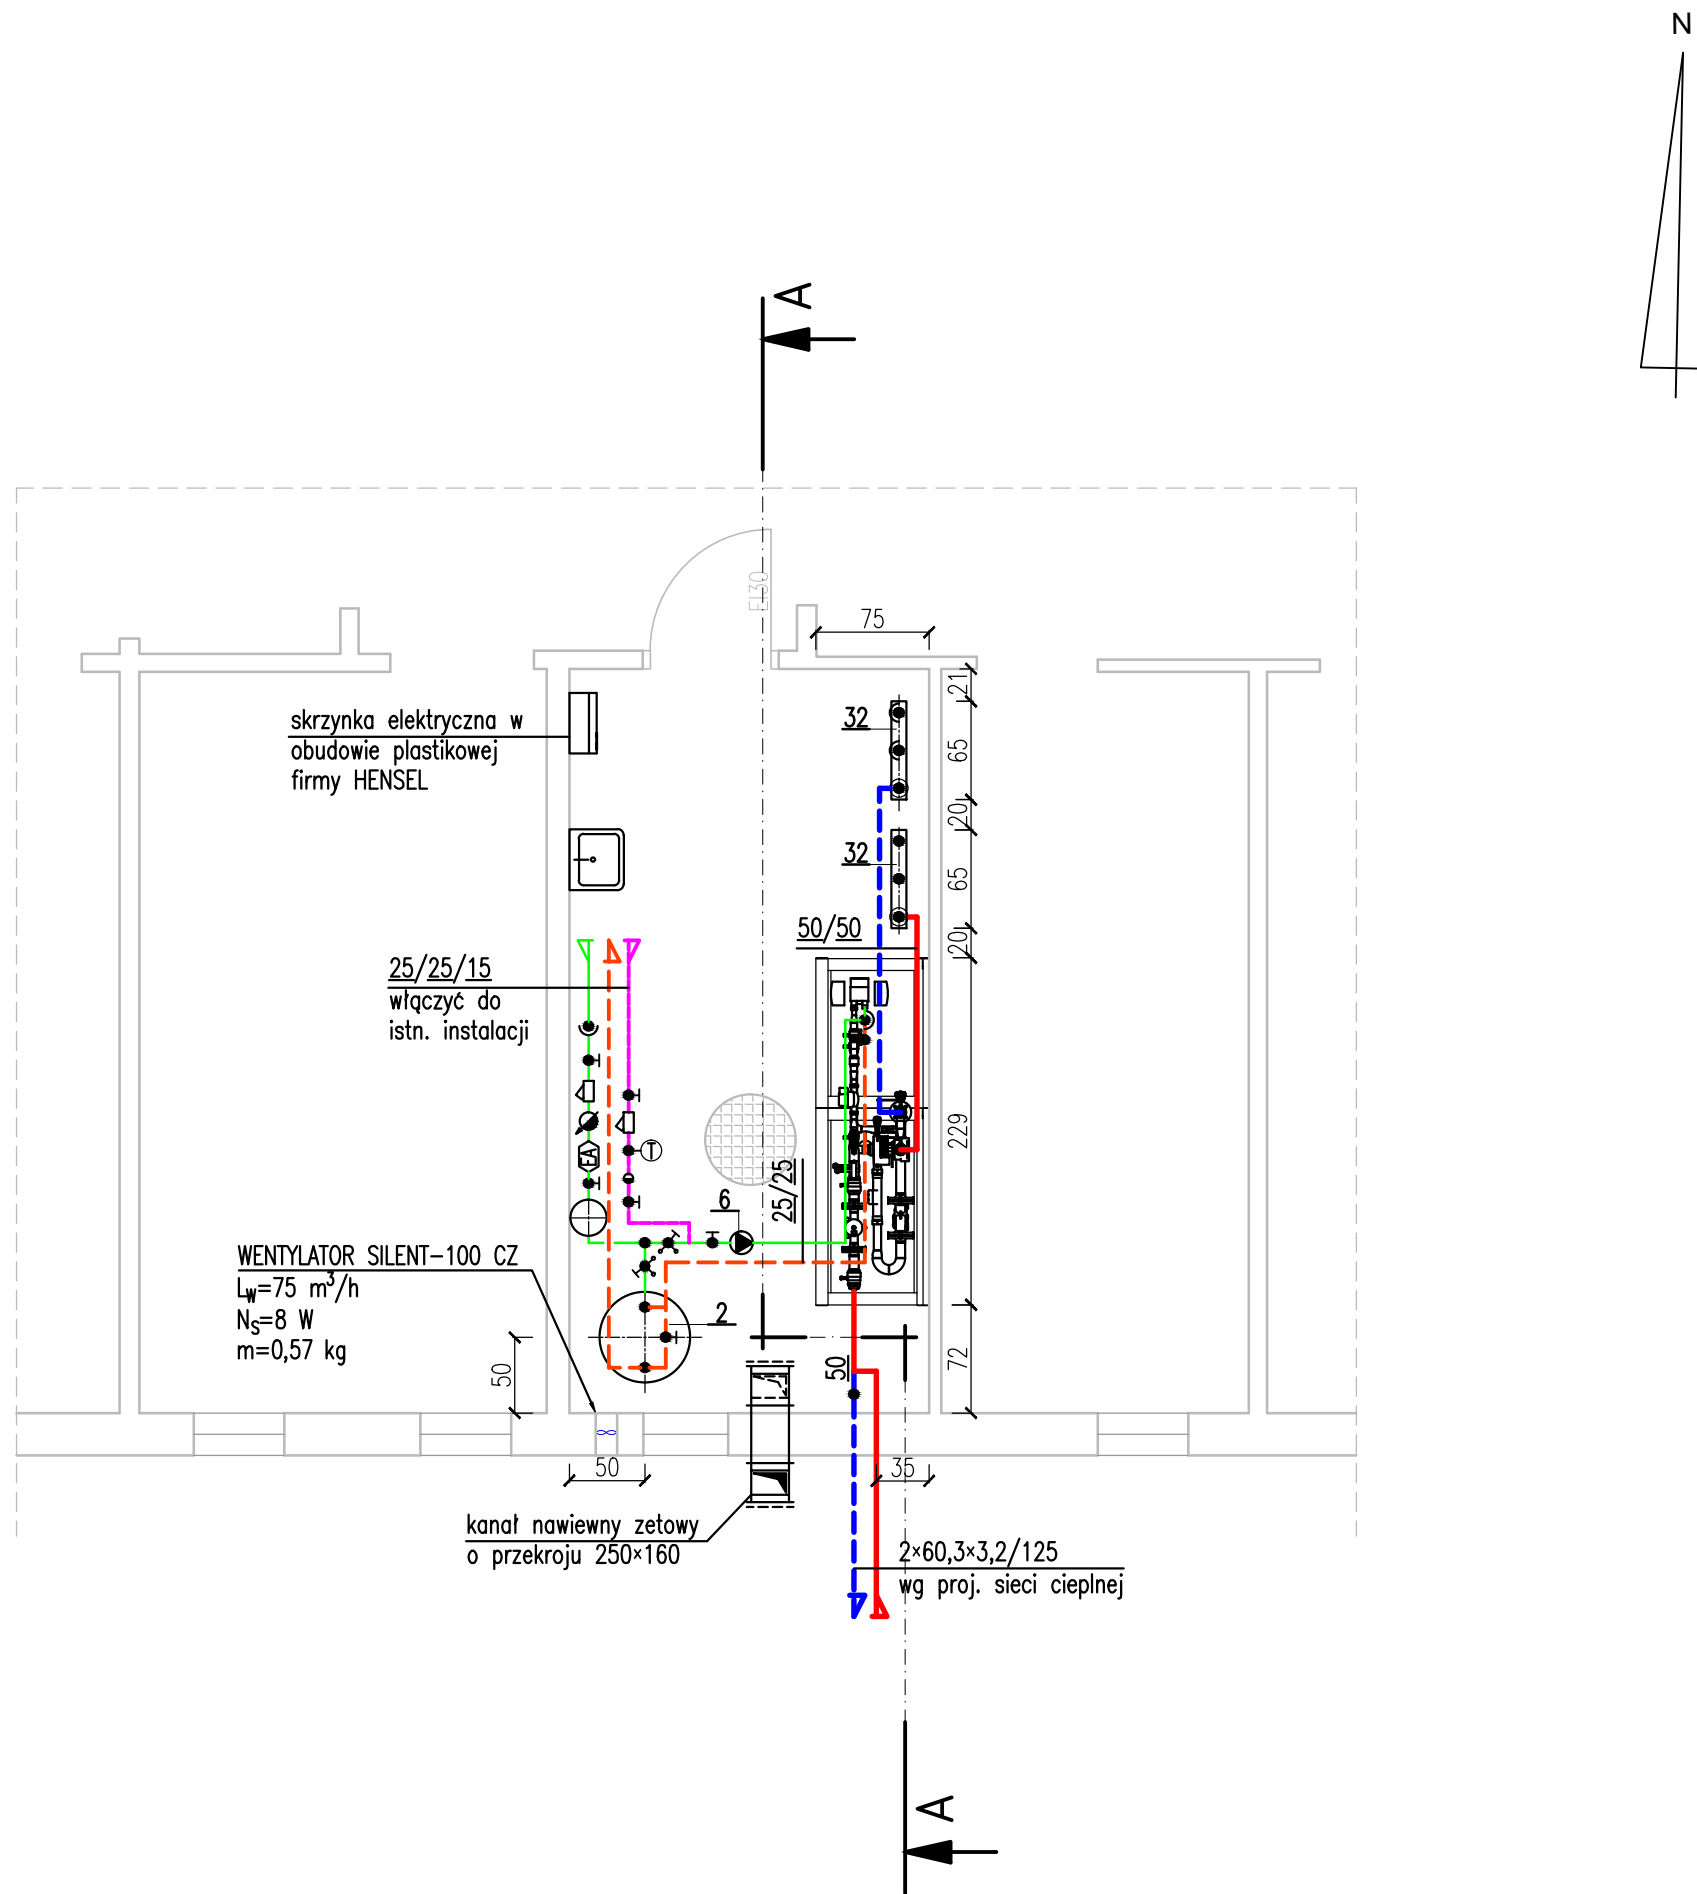 N
A
EI30
75
21
skrzynka elektryczna w
obudowie plastikowej
firmy HENSEL
32
65
20
32
65
50/50
20
25/25/15
włączyć do
istn. instalacji
229
EA
T
25/25
6
WENTYLATOR SILENT-100 CZ
Lw=75 m³/h
Ns=8 W
m=0,57 kg
2
50
50
72
50
35
kanał nawiewny zetowy
o przekroju 250×160
2×60,3×3,2/125
wg proj. sieci cieplnej
A